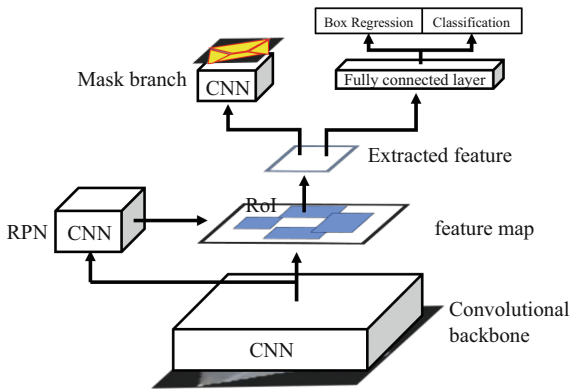 Box Regression Classification
Mask branch
CNN
Fully connected layer
Extracted feature
RoI
RPN
CNN
feature map
Convolutional
backbone
CNN